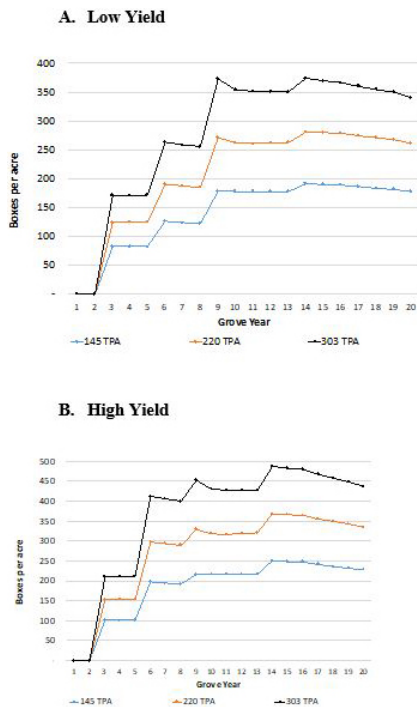 A. Low Yield
400
350
300
250
200
150
100
50
-
Boxes per acre
1 2 3 4 5 6 7 8 9 10 11 12 13 14 15 16 17 18 19 20
Grove Year
145 TPA 220 TPA 303 TPA
B. High Yield
500
450
400
350
300
250
200
150
100
50
-
Boxes per acre
1 2 3 4 5 6 7 8 9 10 11 12 13 14 15 16 17 18 19 20
Grove Year
145 TPA 220 TPA 303 TPA